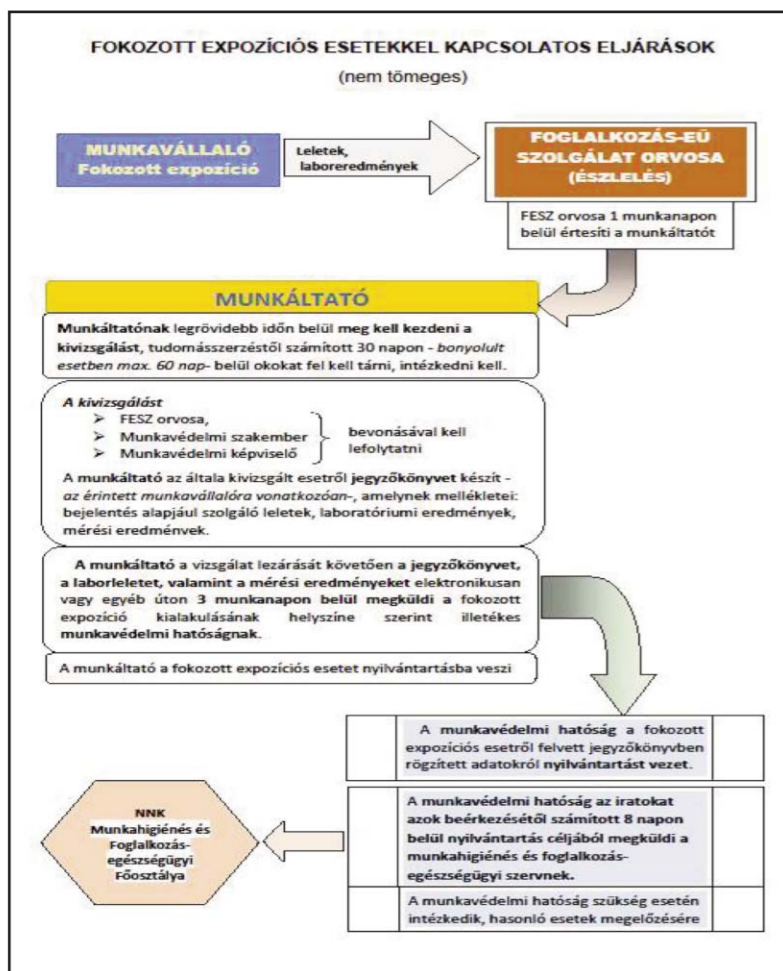 FOKOZOTT EXPOZÍCIÓS ESETEKKEL KAPCSOLATOS ELJÁRÁSOK
(nem tömeges)
MUNKAVÁLLALÓ
Fokozott expozíció
Leletek,
laboreredmények
FOGLALKOZÁS-EÜ
SZOLGÁLAT ORVOSA
(ÉSZLELÉS)
FESZ orvosa 1 munkanapon
belül értesíti a munkáltatót
MUNKÁLTATÓ
Munkáltatónak legrövidebb időn belül meg kell kezdeni a
kivizsgálást, tudomásszerzéstől számított 30 napon - bonyolult
esetben max. 60 nap- belül okokat fel kell tárni, intézkedni kell.
A kivizsgálást
➢ FESZ orvosa,
➢ Munkavédelmi szakember
➢ Munkavédelmi képviselő
bevonásával kell
lefolytatni
A munkáltató az általa kivizsgált esetről jegyzőkönyvet készít -
az érintett munkavállalóra vonatkozóan-, amelynek mellékletei:
bejelentés alapjául szolgáló leletek, laboratóriumi eredmények,
mérési eredmények.
A munkáltató a vizsgálat lezárását követően a jegyzőkönyvet,
a laborleletet, valamint a mérési eredményeket elektronikusan
vagy egyéb úton 3 munkanapon belül megküldi a fokozott
expozíció kialakulásának helyszíne szerint illetékes
munkavédelmi hatóságnak.
A munkáltató a fokozott expozíciós esetet nyilvántartásba veszi
A munkavédelmi hatóság a fokozott
expozíciós esetről felvett jegyzőkönyvben
rögzített adatokról nyilvántartást vezet.
A munkavédelmi hatóság az iratokat
azok beérkezésétől számított 8 napon
belül nyilvántartás céljából megküldi a
munkahigiénés és foglalkozás-
egészségügyi szervnek.
A munkavédelmi hatóság szükség esetén
intézkedik, hasonló esetek megelőzésére
NNK
Munkahigiénés és
Foglalkozás-
egészségügyi
Főosztálya